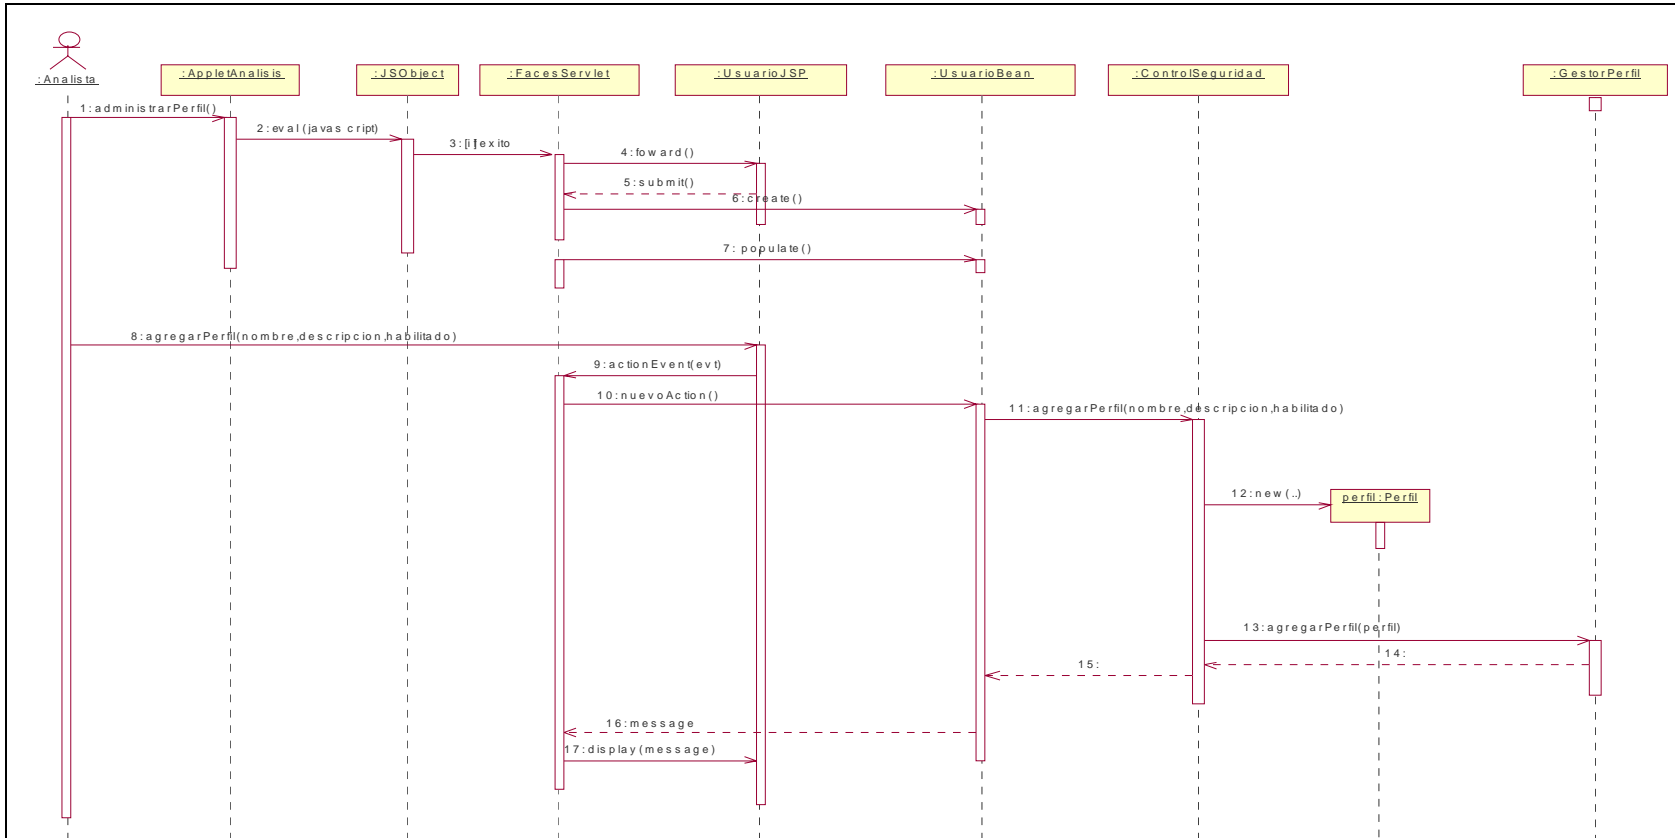 :Analista
:AppletAnalisis
:JSObject
:FacesServlet
:UsuarioJSP
:UsuarioBean
:ControlSeguridad
:GestorPerfil
1:administrarPerfil()
2:eval(javascript)
3:[if]exito
4:foward()
5:submit()
6:create()
7: populate()
8:agregarPerfil(nombre,descripcion,habilitado)
9:actionEvent(evt)
10:nuevoAction()
11:agregarPerfil(nombre,descripcion,habilitado)
12:new(..)
perfil:Perfil
13:agregarPerfil(perfil)
14:
15:
16:message
17:display(message)